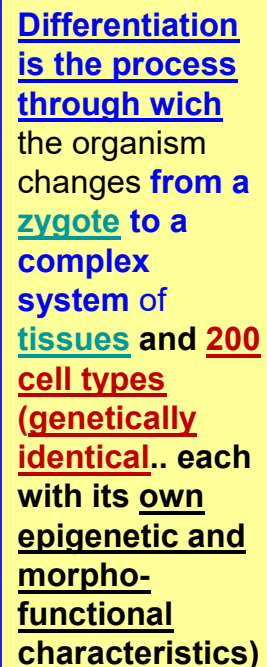 Differentiation
is the process
through wich
the organism
changes from a
zygote to a
complex
system of
tissues and 200
cell types
(genetically
identical.. each
with its own
epigenetic and
morpho-
functional
characteristics)